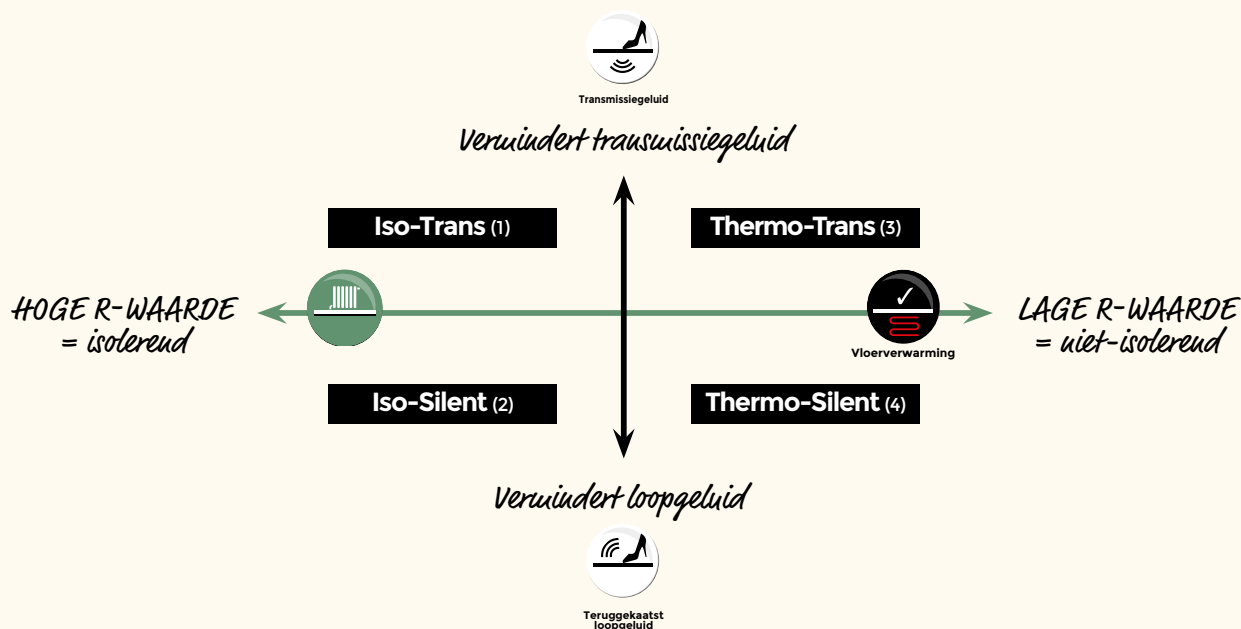 Transmissiegeluid
Vermindert transmissiegeluid
Iso-Trans (1)
Thermo-Trans (3)
HOGE R-WAARDE
= isolerend
LAGE R-WAARDE
= niet-isolerend
Vloerverwarming
Iso-Silent (2)
Thermo-Silent (4)
Vermindert loopgeluid
Teruggekaatst
loopgeluid